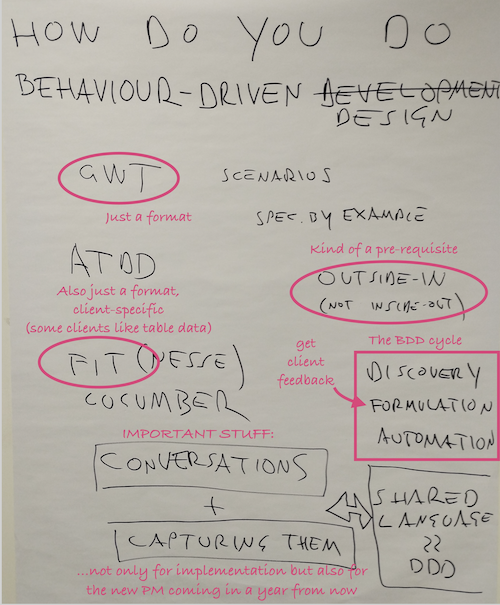 HOW DO YOU DO
BEHAVIOUR-DRIVEN DEVELOPMENT
DESIGN
GWT
Just a format
SCENARIOS
SPEC. BY EXAMPLE
ATDD
Also just a format,
client-specific
(some clients like table data)
Kind of a pre-requisite
OUTSIDE-IN
(NOT INSIDE-OUT)
FIT (NESSE)
CUCUMBER
The BDD cycle
get
client
feedback
DISCOVERY
FORMULATION
AUTOMATION
IMPORTANT STUFF:
CONVERSATIONS
+
CAPTURING THEM
...not only for implementation but also for
the new PM coming in a year from now
SHARED
LANGUAGE
??
DDD